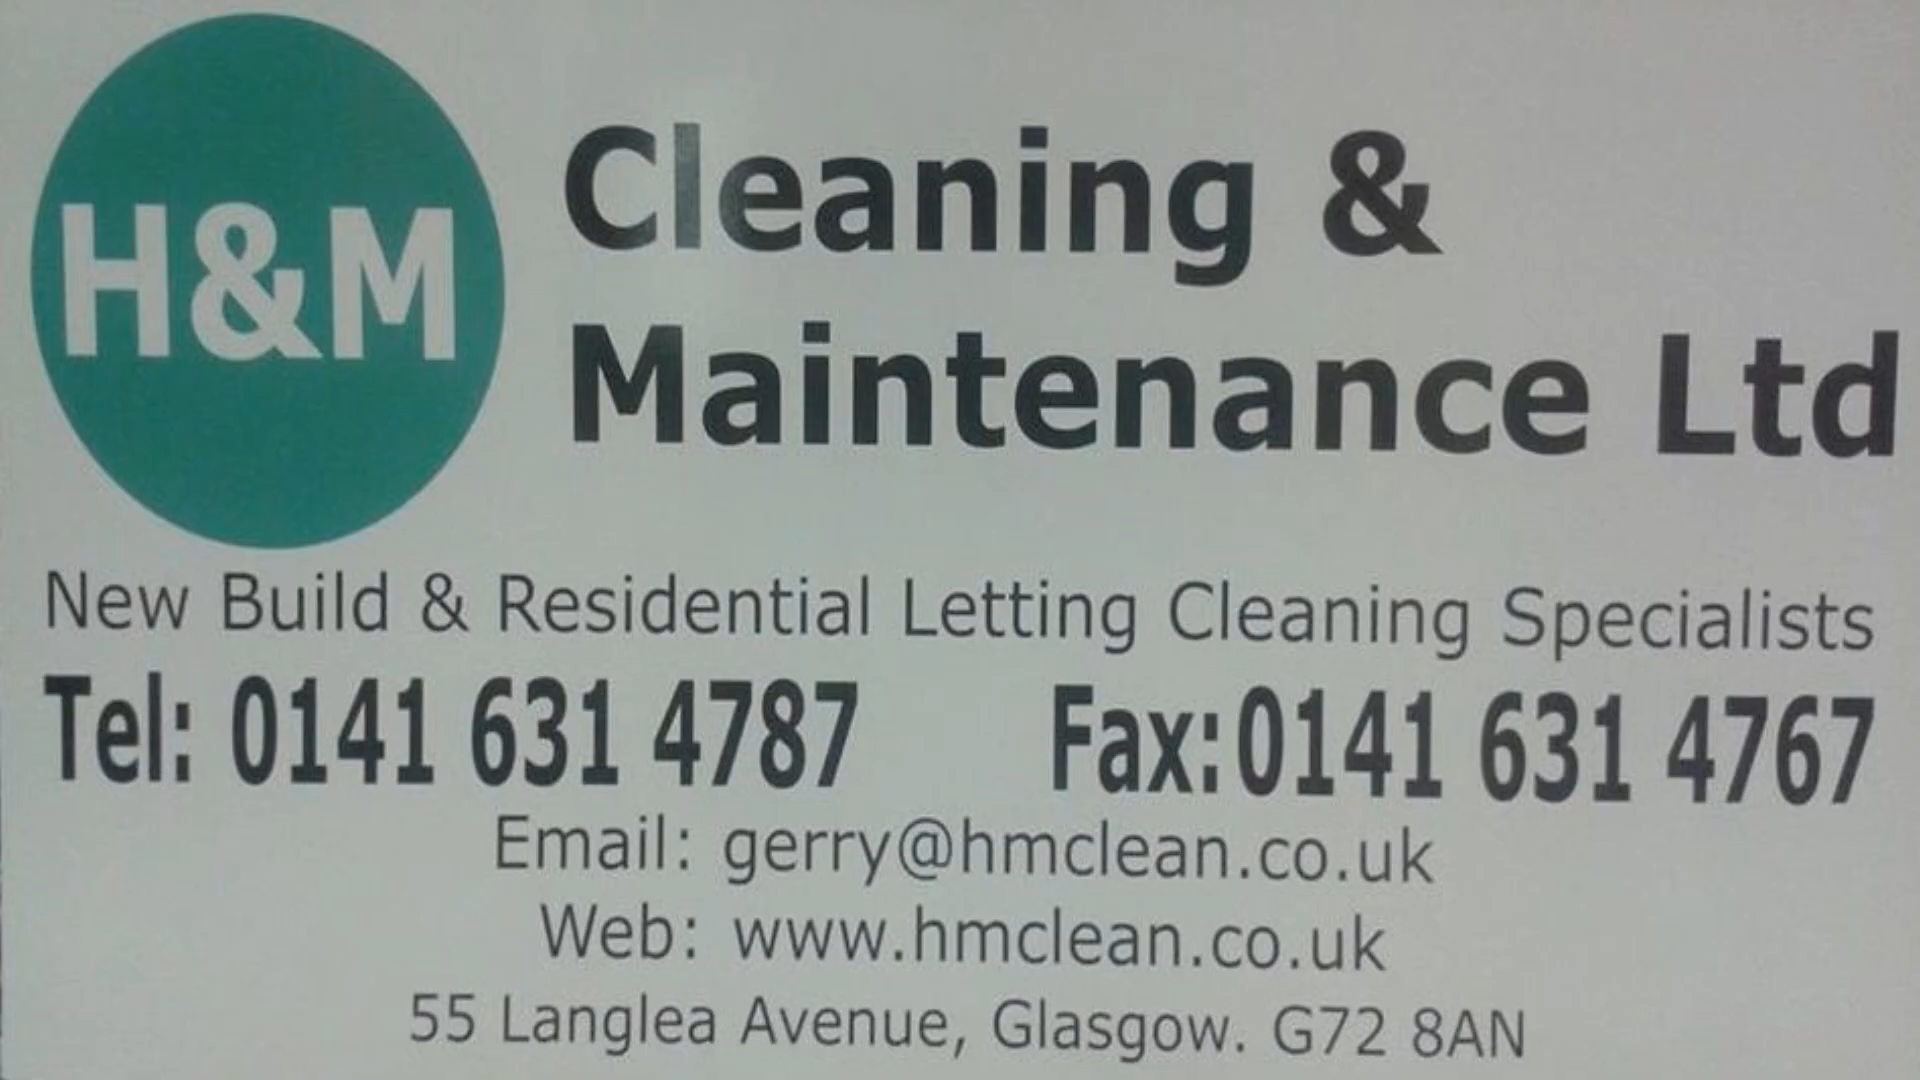 H&M
Cleaning &
Maintenance Ltd
New Build & Residential Letting Cleaning Specialists
Tel: 0141 631 4787 Fax:0141 631 4767
Email: gerry@hmclean.co.uk
Web: www.hmclean.co.uk
55 Langlea Avenue, Glasgow. G72 8AN